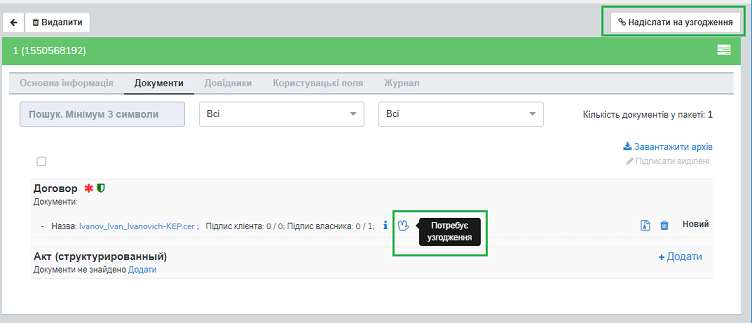 Видалити
Надіслати на узгодження
1 (1550568192)
Основна інформація Документи Довідники Користувацькі поля Журнал
Пошук. Мінімум 3 символи Всі Всі Кількість документів у пакеті: 1
Завантажити архів
Підписати виділені
Договор
Документи:
- Назва: Ivanov_Ivan_Ivanovich-KEP.cer ; Підпис клієнта: 0 / 0; Підпис власника: 0 / 1; Потребує узгодження Новий
Акт (структурированный) + Додати
Документи не знайдено Додати